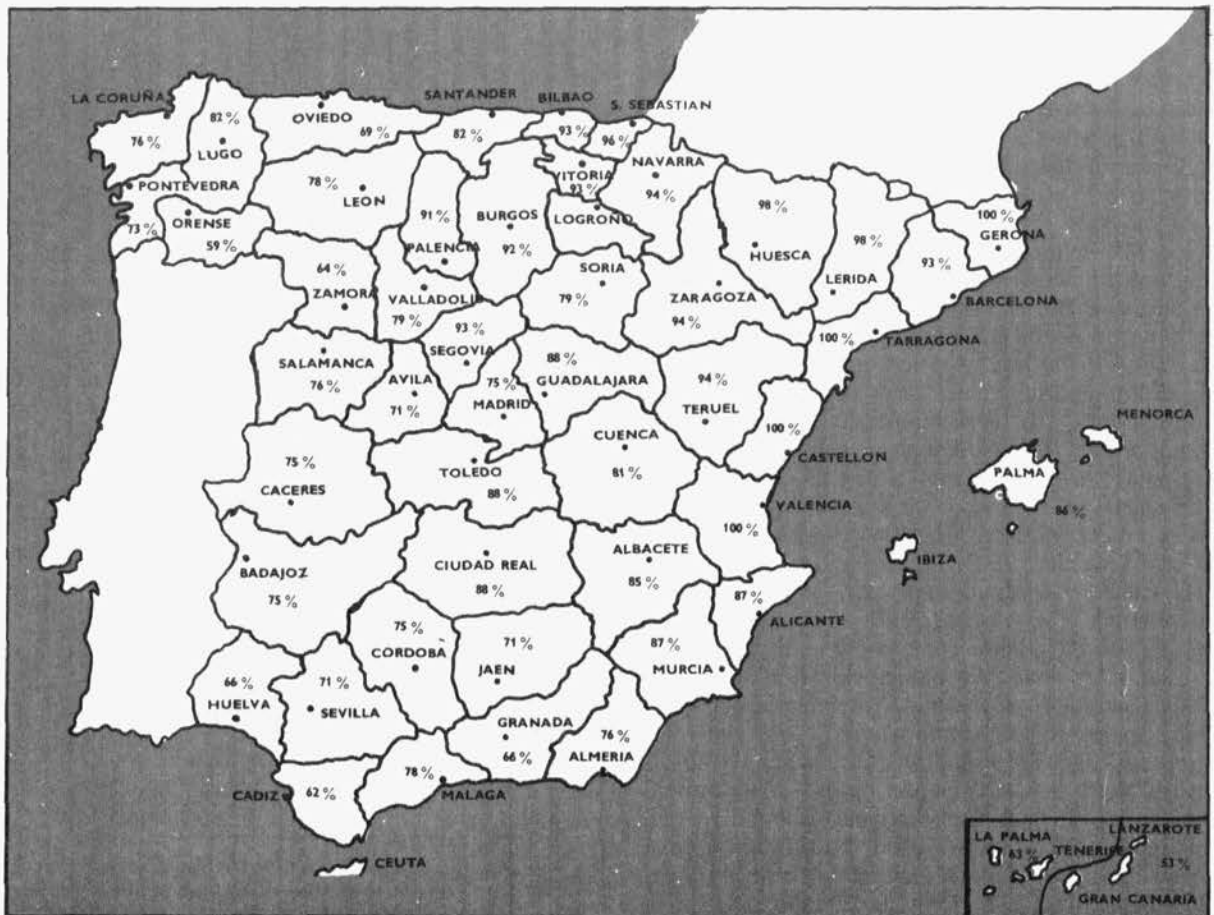 LA CORUÑA
76 %
82 %
LUGO
OVIEDO
69 %
SANTANDER
82 %
BILBAO
93 %
S. SEBASTIAN
96 %
VITORIA
93 %
NAVARRA
94 %
PONTEVEDRA
73 %
ORENSE
59 %
78 %
LEON
91 %
PALENCIA
BURGOS
92 %
LOGROÑO
98 %
HUESCA
98 %
LERIDA
100 %
GERONA
93 %
BARCELONA
64 %
ZAMORA
VALLADOLI
79 %
SORIA
79 %
ZARAGOZA
94 %
100 %
TARRAGONA
93 %
SEGOVIA
SALAMANCA
76 %
AVILA
71 %
75 %
MADRID
88 %
GUADALAJARA
94 %
TERUEL
100 %
CASTELLON
MENORCA
PALMA
86 %
IBIZA
75 %
CACERES
TOLEDO
88 %
CUENCA
81 %
VALENCIA
100 %
BADAJOZ
75 %
CIUDAD REAL
88 %
ALBACETE
85 %
87 %
ALICANTE
75 %
CORDOBA
71 %
JAEN
87 %
MURCIA
66 %
HUELVA
71 %
SEVILLA
GRANADA
66 %
76 %
ALMERIA
CADIZ
62 %
78 %
MALAGA
CEUTA
LA PALMA
63 %
TENERIFE
LANZAROTE
53 %
GRAN CANARIA